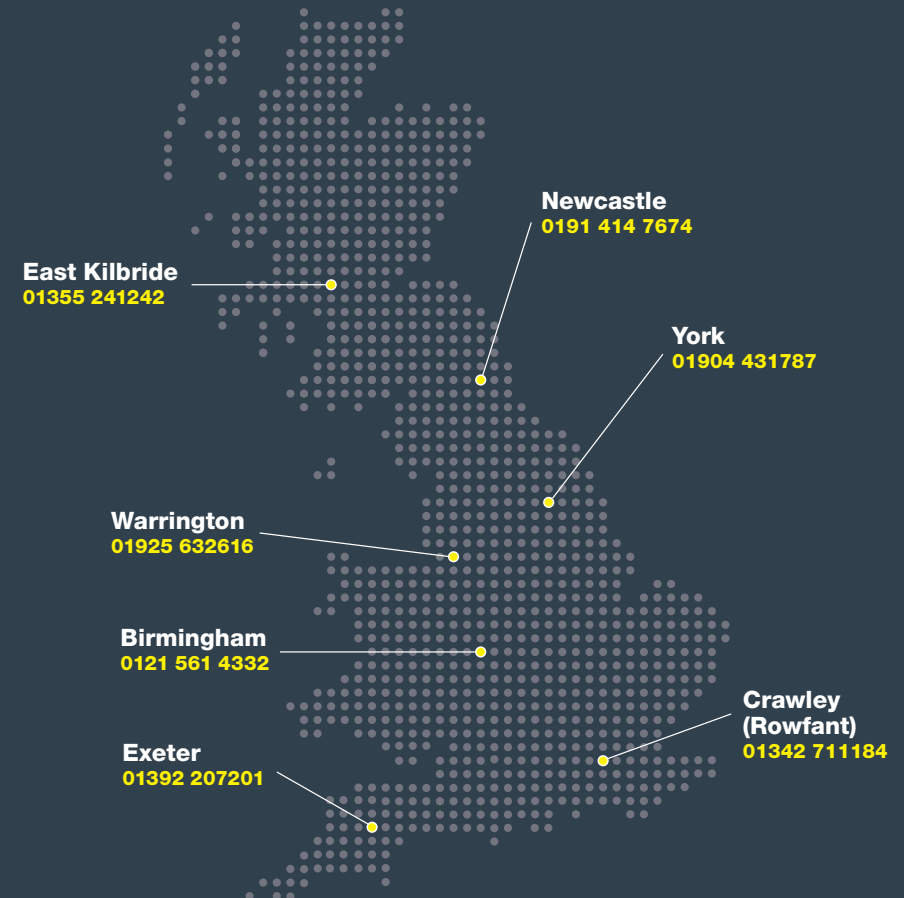 Newcastle
0191 414 7674
East Kilbride
01355 241242
York
01904 431787
Warrington
01925 632616
Birmingham
0121 561 4332
Crawley
(Rowfant)
01342 711184
Exeter
01392 207201